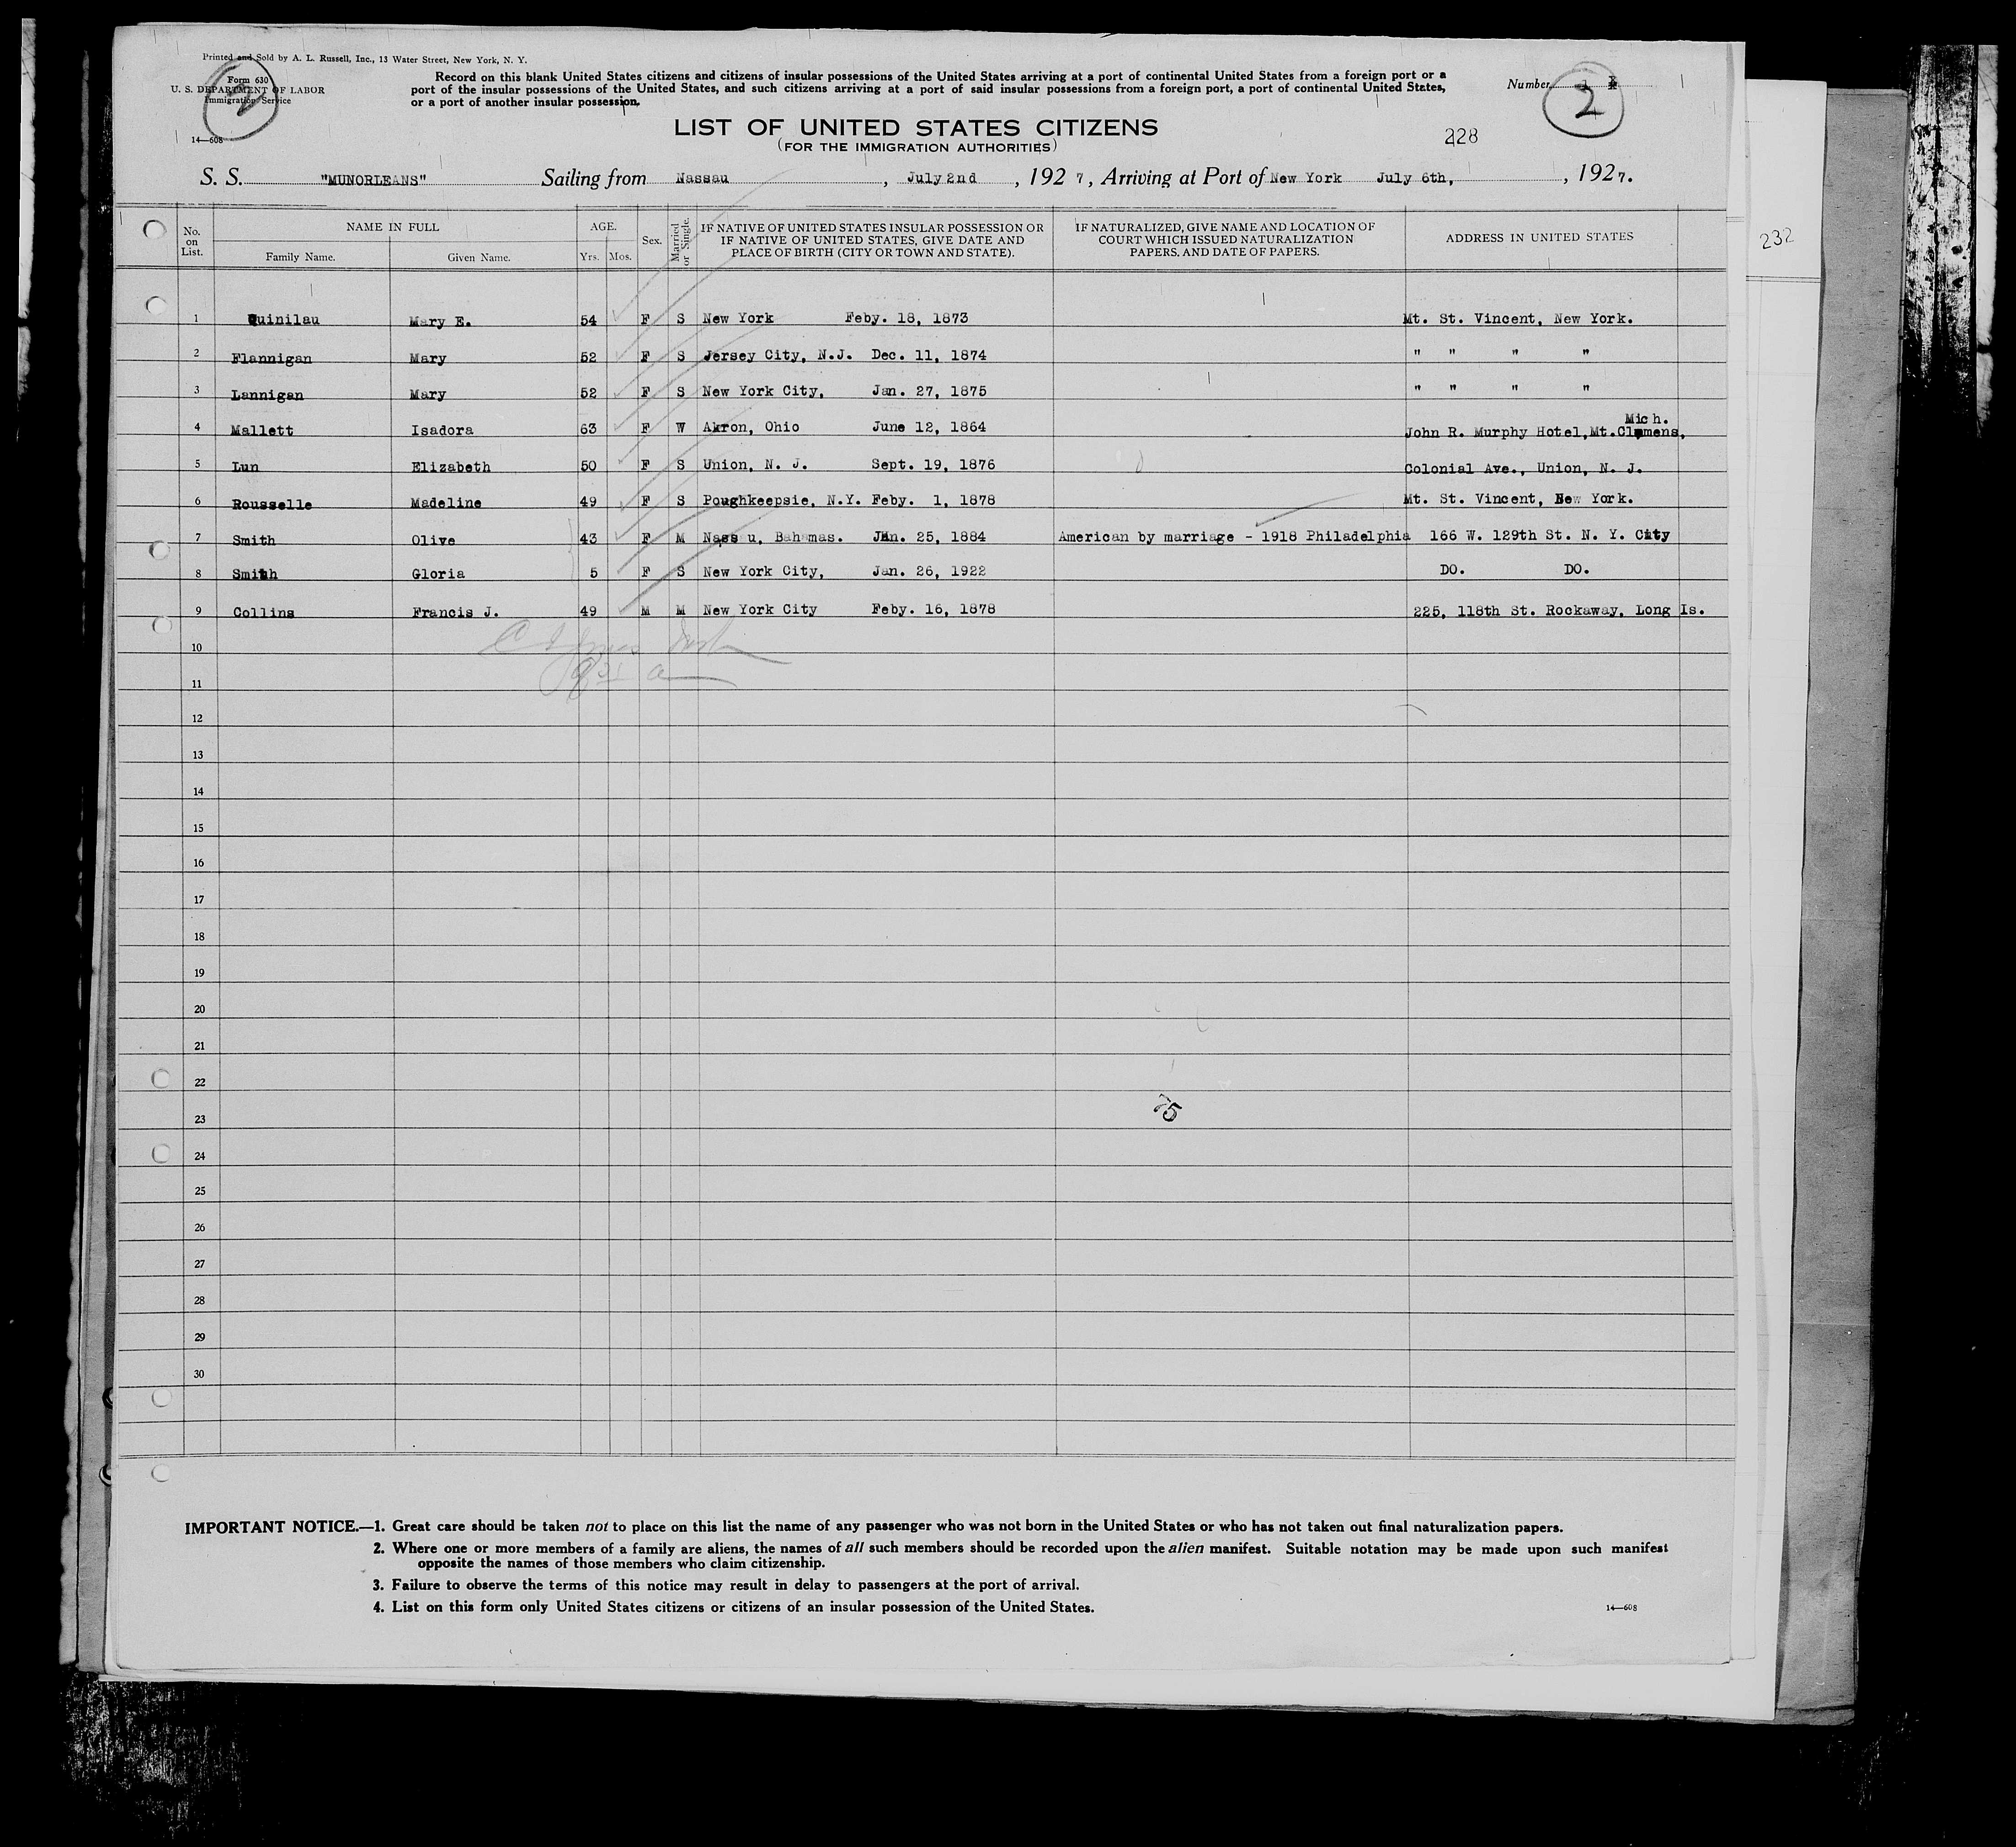 Printed and Sold by A. L. Russell, Inc., 13 Water Street, New York, N. Y.
Form 630
U. S. DEPARTMENT OF LABOR
Immigration Service
14—608
2
Record on this blank United States citizens and citizens of insular possessions of the United States arriving at a port of continental United States from a foreign port or a
port of the insular possessions of the United States, and such citizens arriving at a port of said insular possessions from a foreign port, a port of continental United States,
or a port of another insular possession.
Number 1
2
LIST OF UNITED STATES CITIZENS
(FOR THE IMMIGRATION AUTHORITIES)
228
S. S. "MUNORLEANS" Sailing from Nassau, July 2nd, 1927, Arriving at Port of New York July 6th, , 1927.
No. on List. NAME IN FULL AGE. Sex. Married or Single. IF NATIVE OF UNITED STATES INSULAR POSSESSION OR IF NATIVE OF UNITED STATES, GIVE DATE AND PLACE OF BIRTH (CITY OR TOWN AND STATE). IF NATURALIZED, GIVE NAME AND LOCATION OF COURT WHICH ISSUED NATURALIZATION PAPERS, AND DATE OF PAPERS. ADDRESS IN UNITED STATES
Family Name. Given Name. Yrs. Mos.
232
1 Quinilau Mary E. 54 F S New York Feby. 18, 1873 Mt. St. Vincent, New York.
2 Flannigan Mary 52 F S Jersey City, N.J. Dec. 11, 1874 " " " "
3 Lannigan Mary 52 F S New York City, Jan. 27, 1875 " " " "
4 Mallett Isadora 63 F W Akron, Ohio June 12, 1864 John R. Murphy Hotel,Mt.Clemens, Mich.
5 Lun Elizabeth 50 F S Union, N. J. Sept. 19, 1876 Colonial Ave., Union, N. J.
6 Rousselle Madeline 49 F S Poughkeepsie, N.Y. Feby. 1, 1878 Mt. St. Vincent, New York.
7 Smith Olive 43 F M Nassau, Bahamas. Jan. 25, 1884 American by marriage - 1918 Philadelphia 166 W. 129th St. N. Y. City
8 Smith Gloria 5 F S New York City, Jan. 26, 1922 DO. DO.
9 Collins Francis J. 49 M M New York City Feby. 16, 1878 225, 118th St. Rockaway, Long Is.
10
11
12
13
14
15
16
17
18
19
20
21
22
23
75
24
25
26
27
28
29
30
IMPORTANT NOTICE.—1. Great care should be taken not to place on this list the name of any passenger who was not born in the United States or who has not taken out final naturalization papers.
2. Where one or more members of a family are aliens, the names of all such members should be recorded upon the alien manifest. Suitable notation may be made upon such manifest
opposite the names of those members who claim citizenship.
3. Failure to observe the terms of this notice may result in delay to passengers at the port of arrival.
4. List on this form only United States citizens or citizens of an insular possession of the United States.
14—608